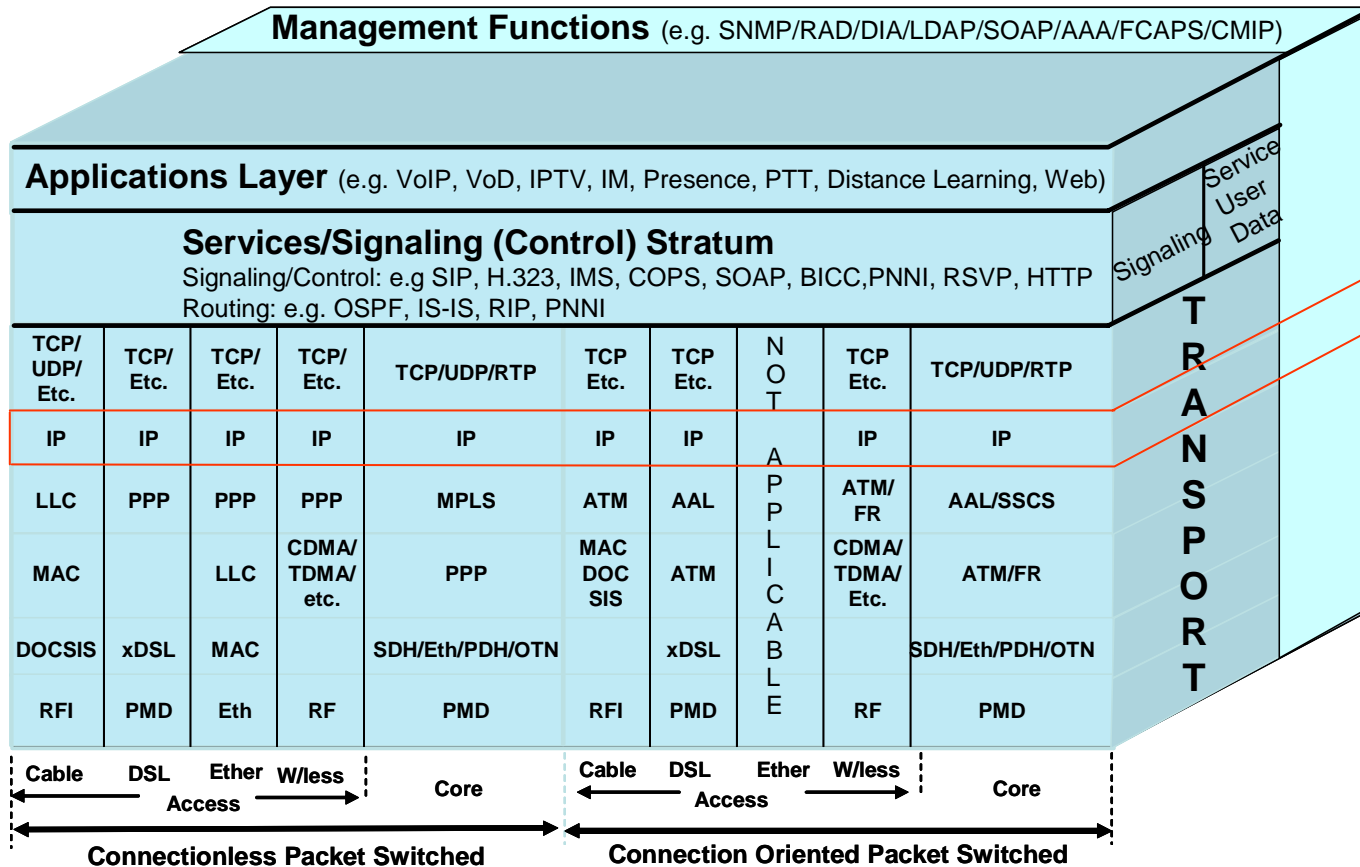 Management Functions (e.g. SNMP/RAD/DIA/LDAP/SOAP/AAA/FCAPS/CMIP)
Applications Layer (e.g. VoIP, VoD, IPTV, IM, Presence, PTT, Distance Learning, Web)
Service
User
Data
Signaling
Services/Signaling (Control) Stratum
Signaling/Control: e.g SIP, H.323, IMS, COPS, SOAP, BICC,PNNI, RSVP, HTTP
Routing: e.g. OSPF, IS-IS, RIP, PNNI
TRANSPORT
TCP/
UDP/
Etc.
TCP/
Etc.
TCP/
Etc.
TCP/
Etc.
TCP/UDP/RTP
TCP
Etc.
TCP
Etc.
NOT APPLICABLE
TCP
Etc.
TCP/UDP/RTP
IP
IP
IP
IP
IP
IP
IP
IP
IP
LLC
PPP
PPP
PPP
MPLS
ATM
AAL
ATM/
FR
AAL/SSCS
MAC
LLC
CDMA/
TDMA/
etc.
PPP
MAC
DOC
SIS
ATM
CDMA/
TDMA/
Etc.
ATM/FR
DOCSIS
xDSL
MAC
SDH/Eth/PDH/OTN
xDSL
SDH/Eth/PDH/OTN
RFI
PMD
Eth
RF
PMD
RFI
PMD
RF
PMD
Cable
DSL
Ether
W/less
Core
Cable
DSL
Ether
W/less
Core
Access
Access
Connectionless Packet Switched
Connection Oriented Packet Switched